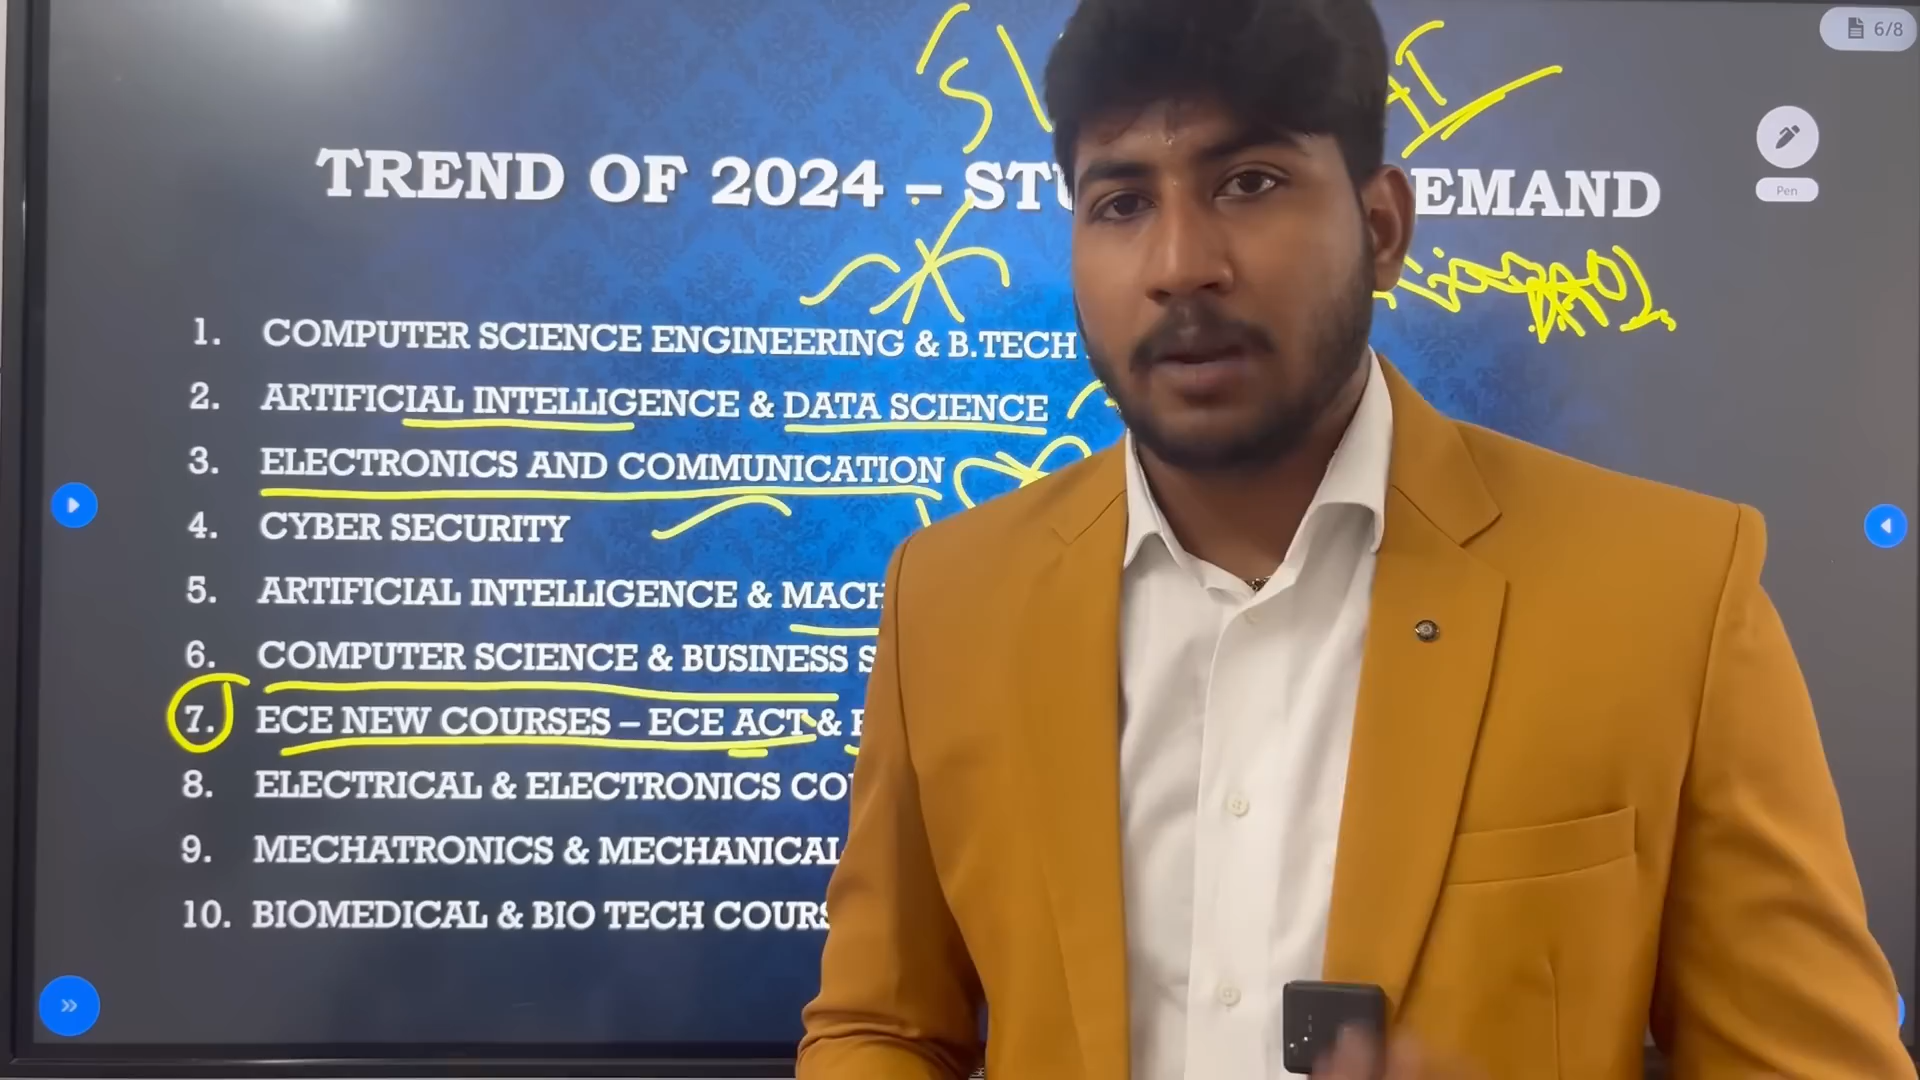 6/8
Pen
TREND OF 2024 – EMAND
1. COMPUTER SCIENCE ENGINEERING & B.TECH
2. ARTIFICIAL INTELLIGENCE & DATA SCIENCE
3. ELECTRONICS AND COMMUNICATION
4. CYBER SECURITY
5. ARTIFICIAL INTELLIGENCE & MACH
6. COMPUTER SCIENCE & BUSINESS S
7. ECE NEW COURSES – ECE ACT &
8. ELECTRICAL & ELECTRONICS CO
9. MECHATRONICS & MECHANICAL
10. BIOMEDICAL & BIO TECH COURS